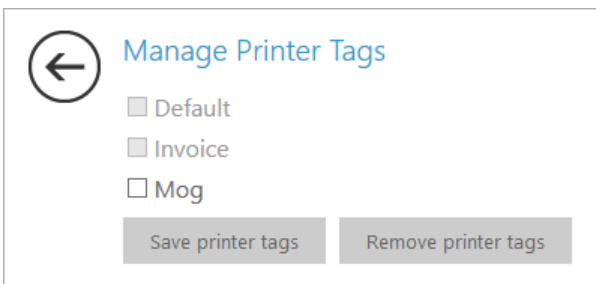 Manage Printer Tags
Default
Invoice
Mog
Save printer tags Remove printer tags